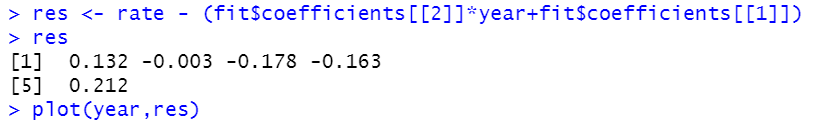 > res <- rate - (fit$coefficients[[2]]*year+fit$coefficients[[1]])
> res
[1]  0.132 -0.003 -0.178 -0.163
[5]  0.212
> plot(year,res)